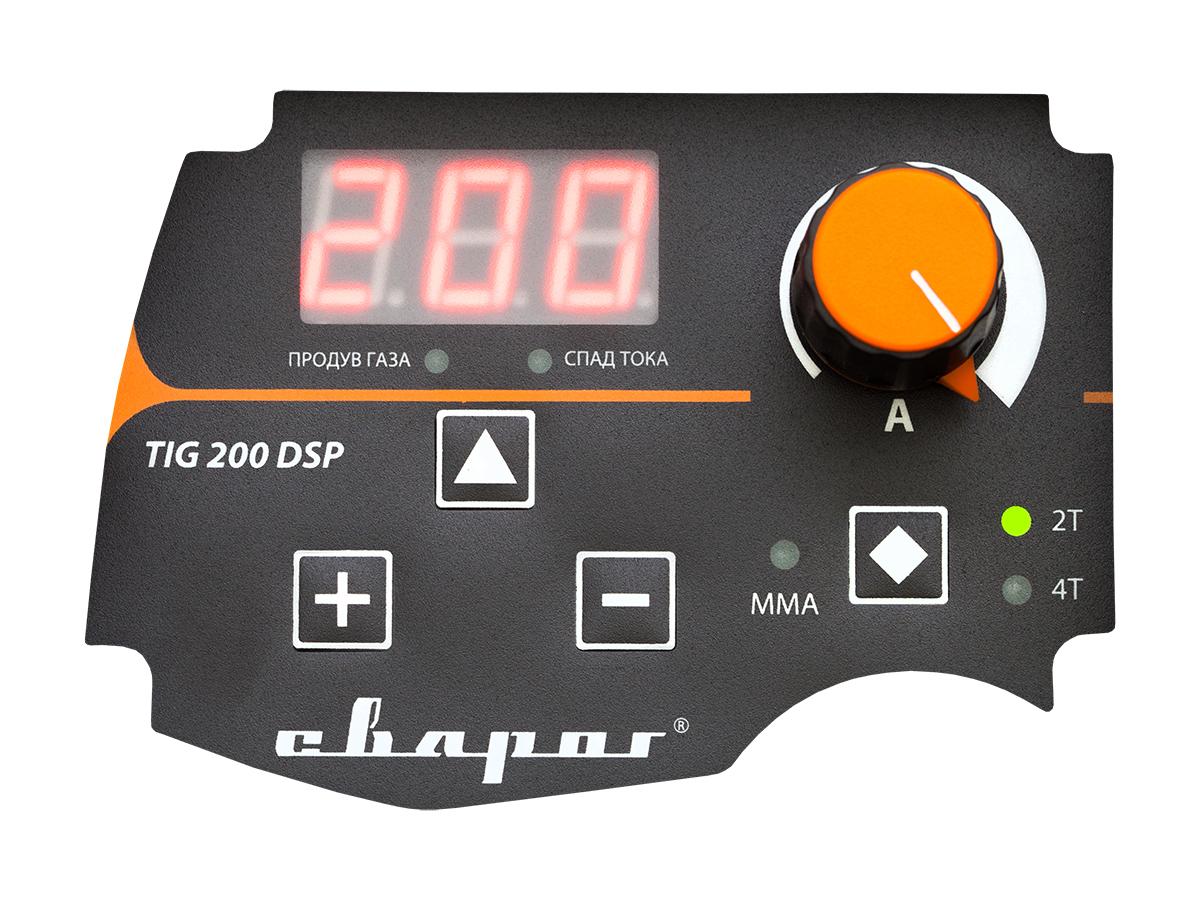 200
ПРОДУВ ГАЗА
СПАД ТОКА
A
TIG 200 DSP
2T
4T
MMA
сварог®